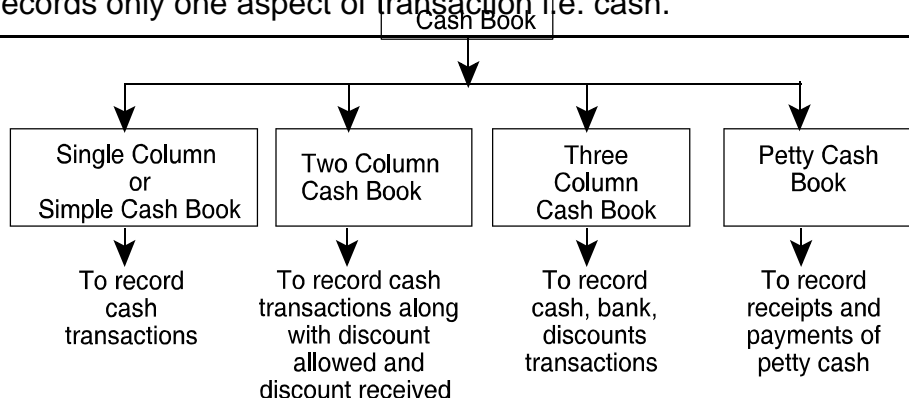 ecords only one aspect of transaction i.e. cash.
Cash Book
Single Column
or
Simple Cash Book
Two Column
Cash Book
Three
Column
Cash Book
Petty Cash
Book
To record
cash
transactions
To record cash
transactions along
with discount
allowed and
discount received
To record
cash, bank,
discounts
transactions
To record
receipts and
payments of
petty cash